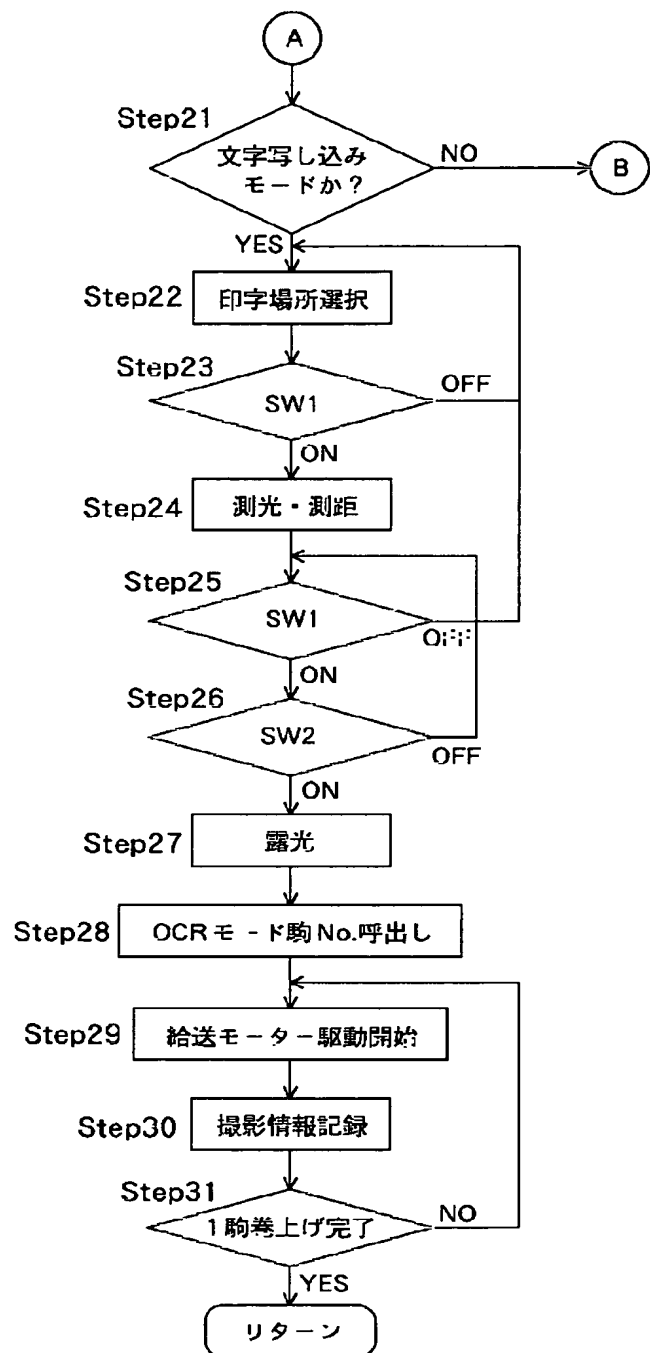 A
Step21
文字写し込み
モードか？
NO
B
YES
Step22
印字場所選択
Step23
SW1
OFF
ON
Step24
測光・測距
Step25
SW1
OFF
ON
Step26
SW2
OFF
ON
Step27
露光
Step28
OCRモード駒No.呼出し
Step29
給送モーター駆動開始
Step30
撮影情報記録
Step31
1駒巻上げ完了
NO
YES
リターン